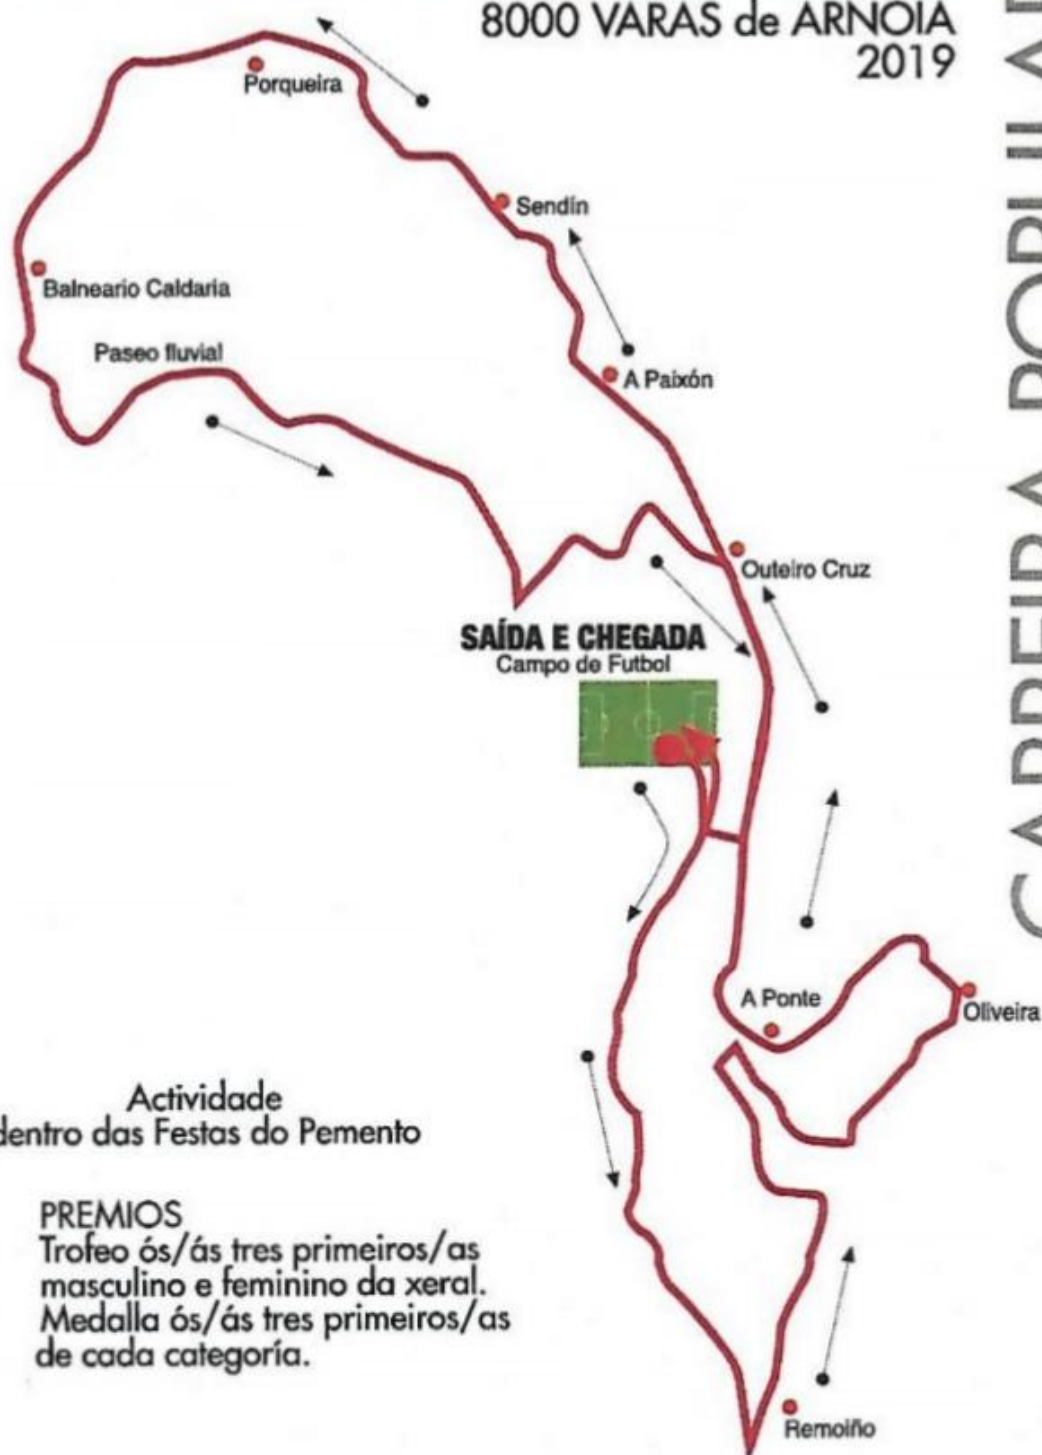 8000 VARAS de ARNOIA
2019
Porqueira
Sendín
Balneario Caldaria
Paseo fluvial
A Paixón
Outeiro Cruz
SAÍDA E CHEGADA
Campo de Futbol
A Ponte
Oliveira
Actividade
dentro das Festas do Pemento
PREMIOS
Trofeo ós/ás tres primeiros/as
masculino e feminino da xeral.
Medalla ós/ás tres primeiros/as
de cada categoría.
Remoiño
CARREIRA